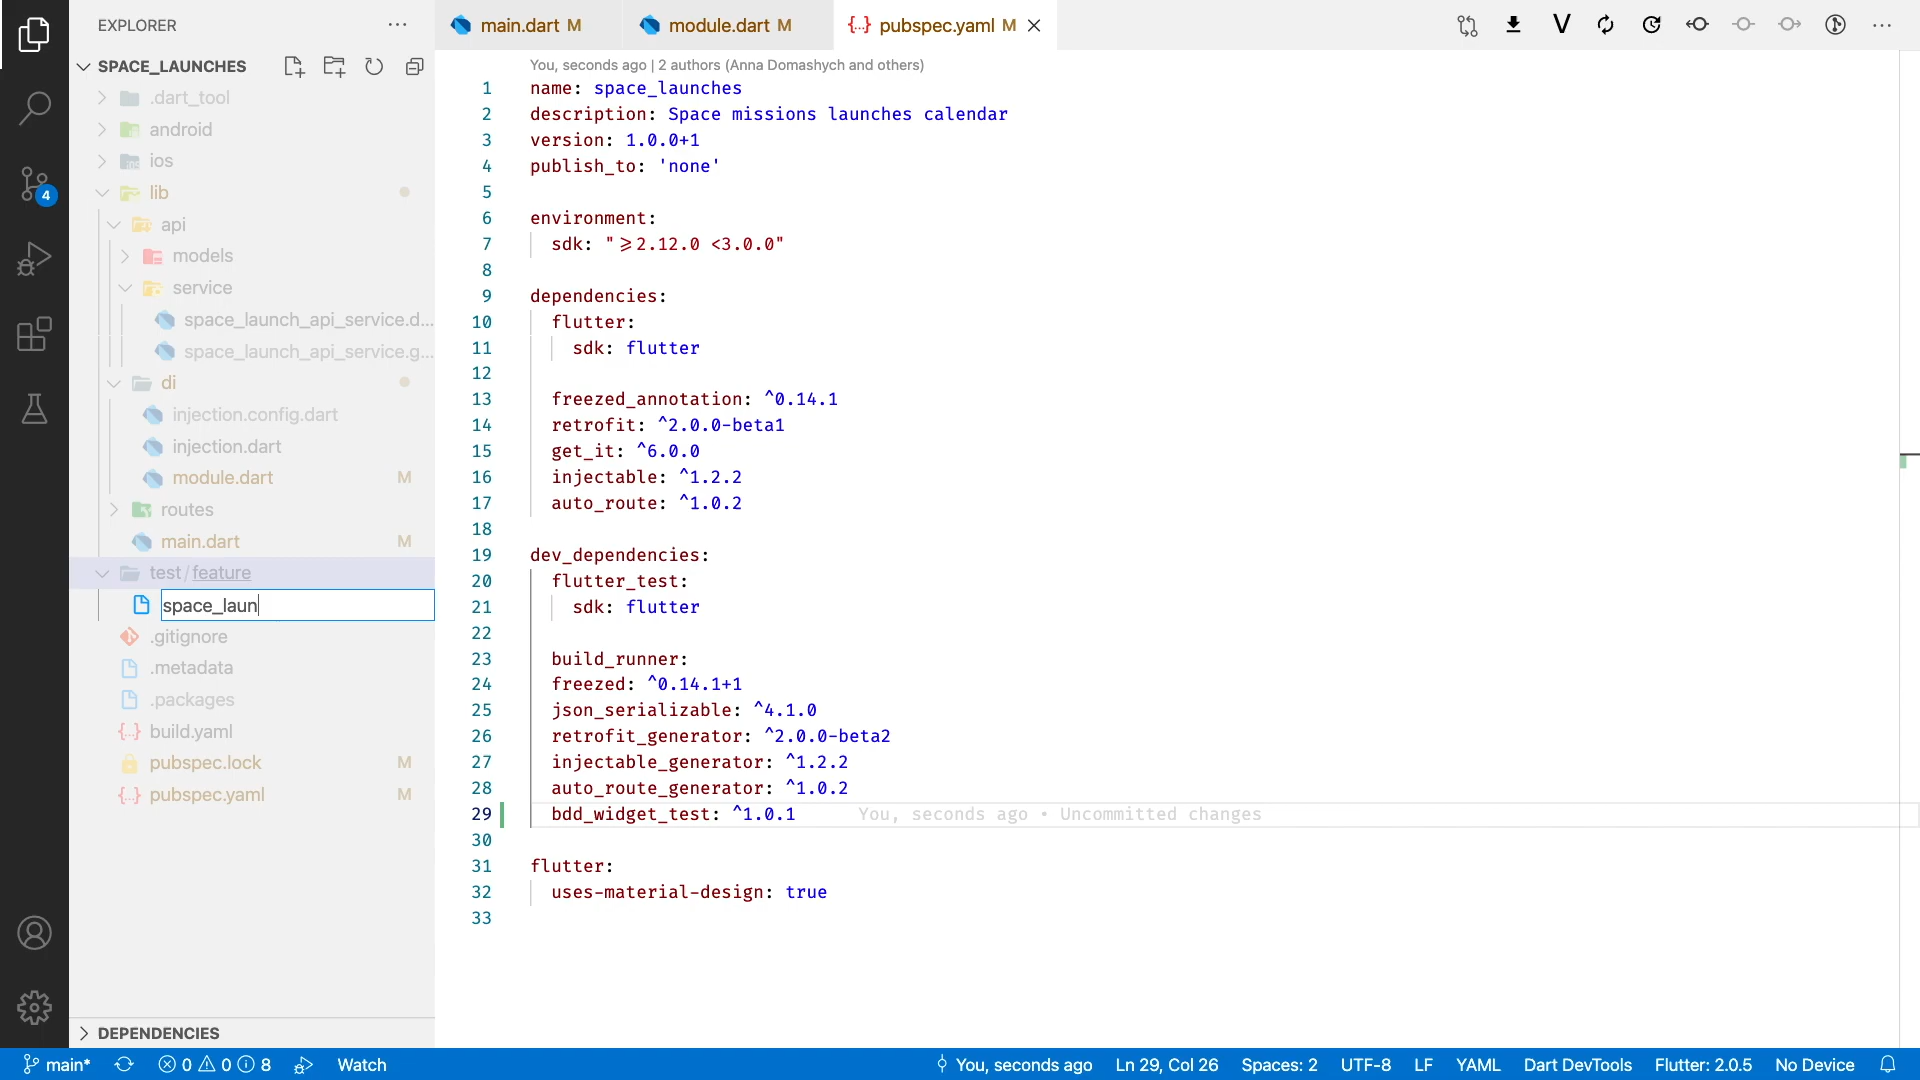 EXPLORER
SPACE_LAUNCHES
.dart_tool
android
ios
lib
api
models
service
space_launch_api_service.d...
space_launch_api_service.g...
di
injection.config.dart
injection.dart
module.dart M
routes
main.dart M
test/feature
space_laun
.gitignore
.metadata
.packages
build.yaml
pubspec.lock M
pubspec.yaml M
DEPENDENCIES
4
main.dart M
module.dart M
{..} pubspec.yaml M
You, seconds ago | 2 authors (Anna Domashych and others)
1 name: space_launches
2 description: Space missions launches calendar
3 version: 1.0.0+1
4 publish_to: 'none'
5
6 environment:
7 sdk: ">=2.12.0 <3.0.0"
8
9 dependencies:
10 flutter:
11 sdk: flutter
12
13 freezed_annotation: ^0.14.1
14 retrofit: ^2.0.0-beta1
15 get_it: ^6.0.0
16 injectable: ^1.2.2
17 auto_route: ^1.0.2
18
19 dev_dependencies:
20 flutter_test:
21 sdk: flutter
22
23 build_runner:
24 freezed: ^0.14.1+1
25 json_serializable: ^4.1.0
26 retrofit_generator: ^2.0.0-beta2
27 injectable_generator: ^1.2.2
28 auto_route_generator: ^1.0.2
29 bdd_widget_test: ^1.0.1 You, seconds ago • Uncommitted changes
30
31 flutter:
32 uses-material-design: true
33
main* 0 0 8 Watch You, seconds ago Ln 29, Col 26 Spaces: 2 UTF-8 LF YAML Dart DevTools Flutter: 2.0.5 No Device